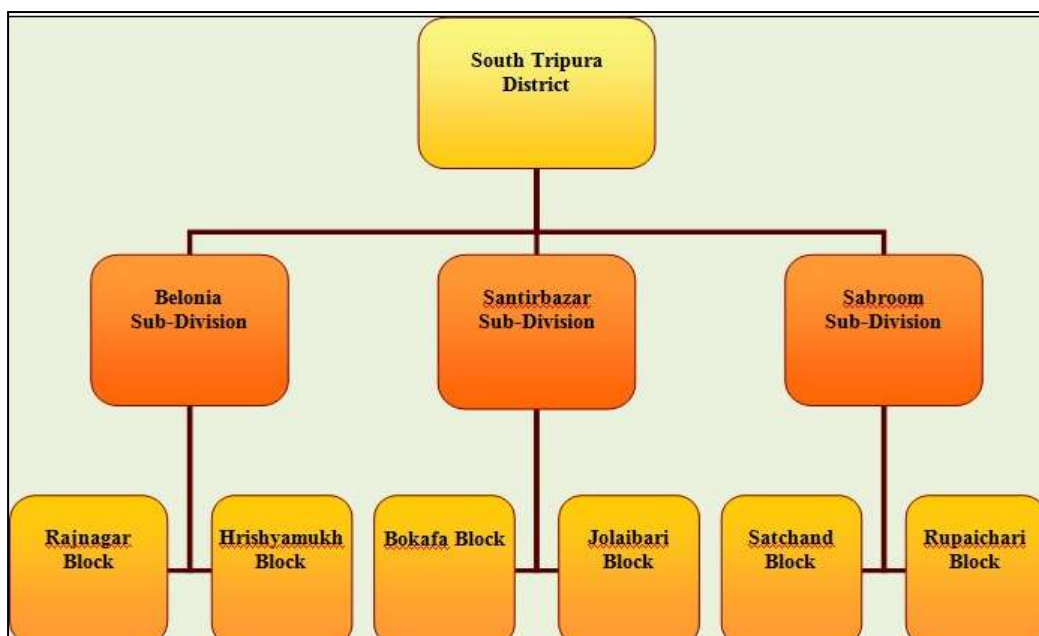 South Tripura
District
Belonia
Sub-Division
Santirbazar
Sub-Division
Sabroom
Sub-Division
Rajnagar
Block
Hrishyamukh
Block
Bokafa Block
Jolaibari
Block
Satchand
Block
Rupaichari
Block